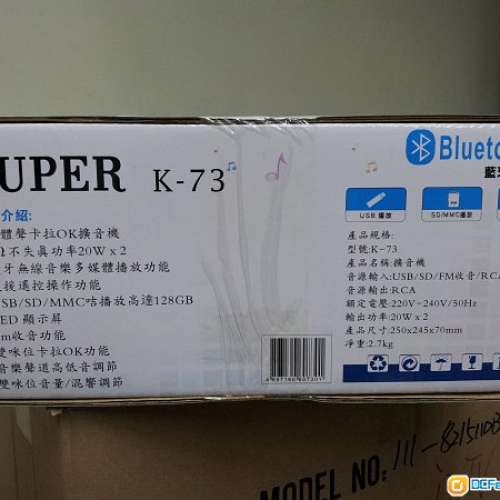 UPER K-73
Bluetoo
藍牙
USB 播放
SD/MMC播放
介紹:
體聲卡拉OK擴音機
Ω不失真功率20W x 2
牙無線音樂多媒體播放功能
接遙控操作功能
SB/SD/MMC咭播放高達128GB
ED 顯示屏
m收音功能
雙咪位卡拉OK功能
音樂聲道高低音調節
雙咪位音量/混響調節
產品規格:
型號:K-73
產品名稱:擴音機
音源輸入:USB/SD/FM收音/RCA
音源輸出:RCA
額定電壓:220V~240V/50Hz
輸出功率:20W x 2
產品尺寸:250x245x70mm
淨重:2.7kg
MODEL NO: